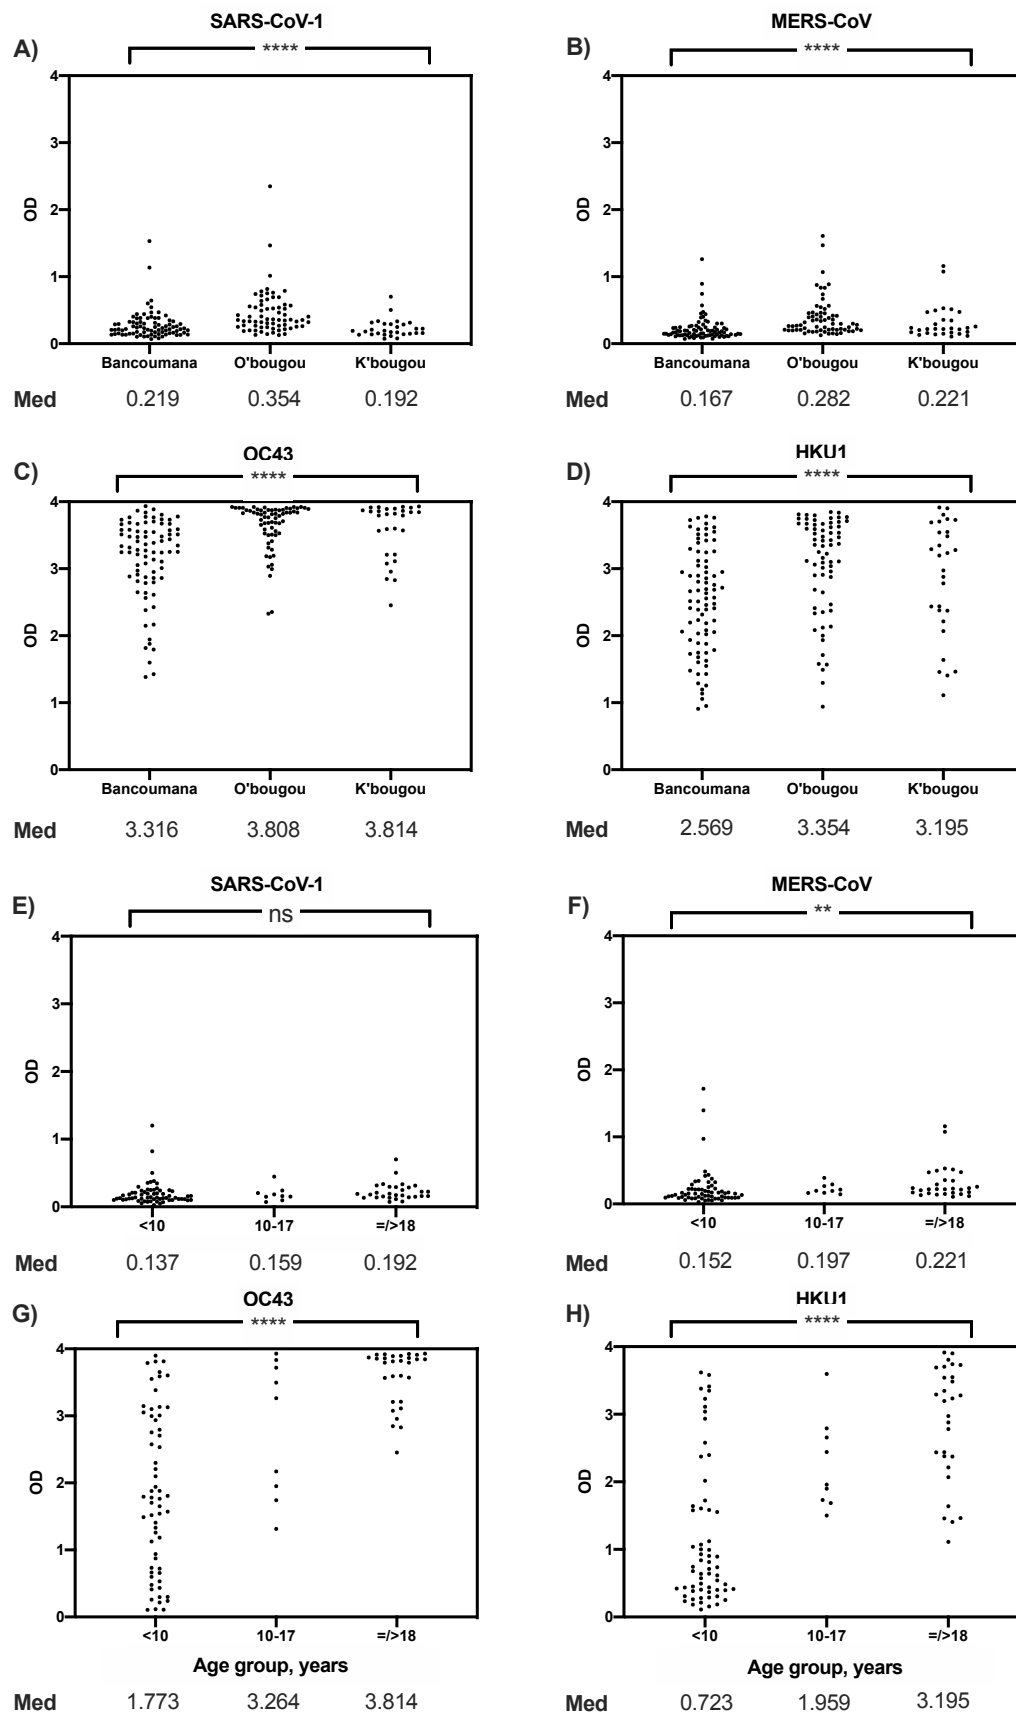 SARS-CoV-1 MERS-CoV
A) **** B) ****
4 4
3 3
OD 2 OD 2
1 1
0 0
Bancoumana O'bougou K'bougou Bancoumana O'bougou K'bougou
Med 0.219 0.354 0.192 Med 0.167 0.282 0.221
OC43 HKU1
C) **** D) ****
4 4
3 3
OD 2 OD 2
1 1
0 0
Bancoumana O'bougou K'bougou Bancoumana O'bougou K'bougou
Med 3.316 3.808 3.814 Med 2.569 3.354 3.195
SARS-CoV-1 MERS-CoV
E) ns F) **
4 4
3 3
OD 2 OD 2
1 1
0 0
<10 10-17 =/>18 <10 10-17 =/>18
Med 0.137 0.159 0.192 Med 0.152 0.197 0.221
OC43 HKU1
G) **** H) ****
4 4
3 3
OD 2 OD 2
1 1
0 0
<10 10-17 =/>18 <10 10-17 =/>18
Age group, years Age group, years
Med 1.773 3.264 3.814 Med 0.723 1.959 3.195